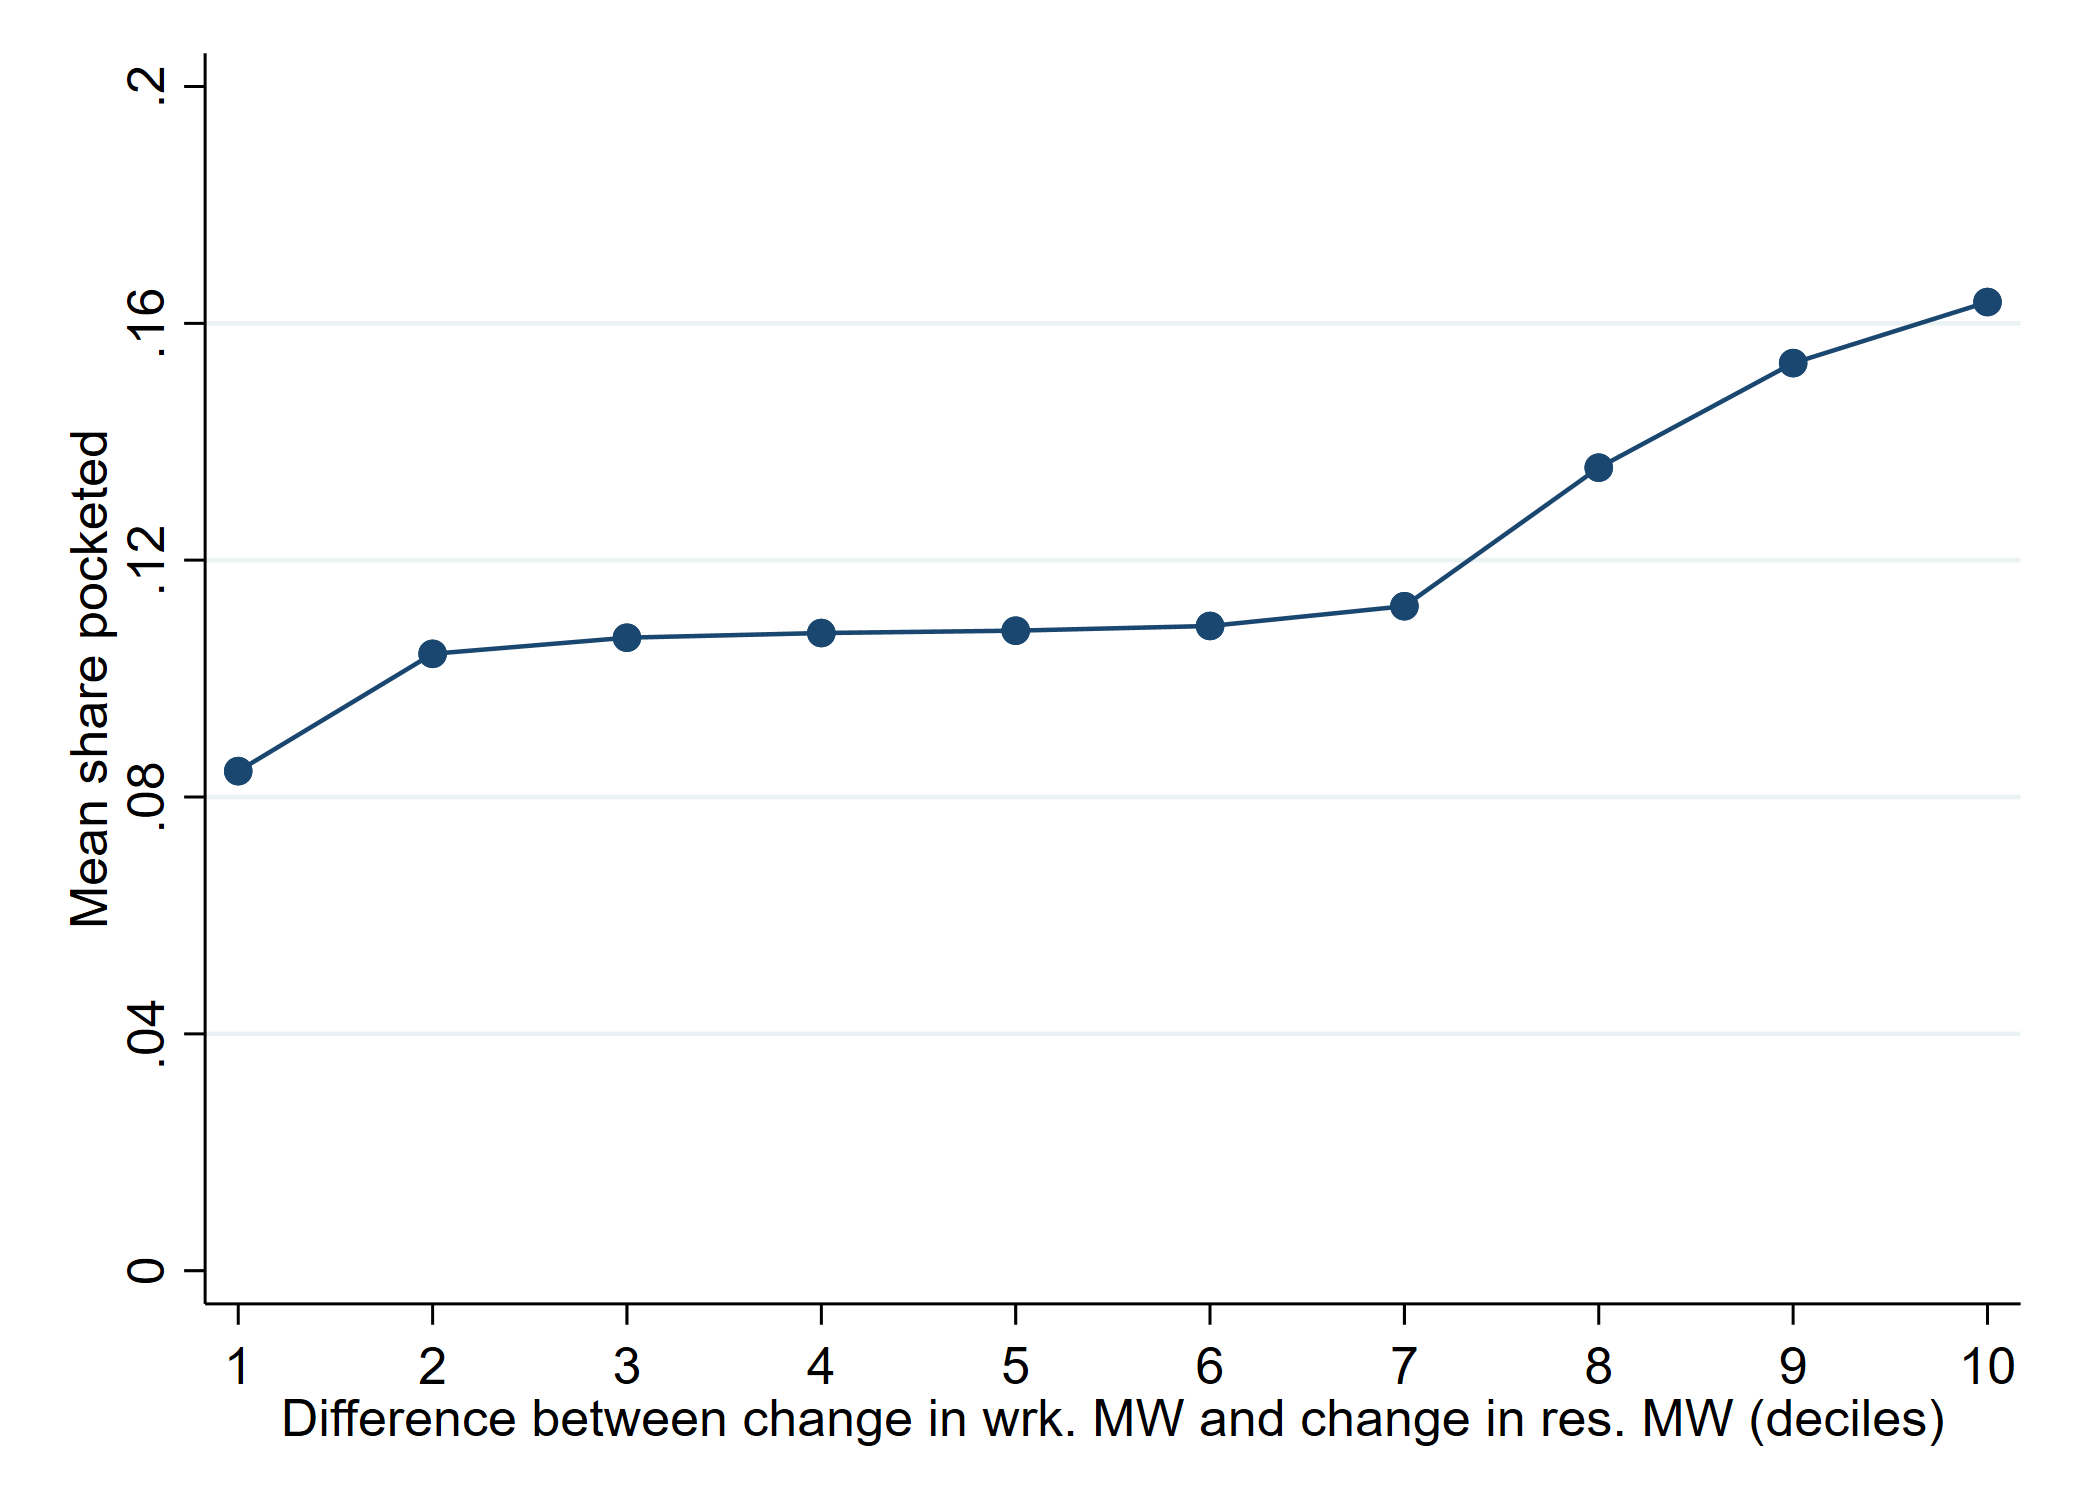 Mean share pocketed
.2
.16
.12
.08
.04
0
1 2 3 4 5 6 7 8 9 10
Difference between change in wrk. MW and change in res. MW (deciles)